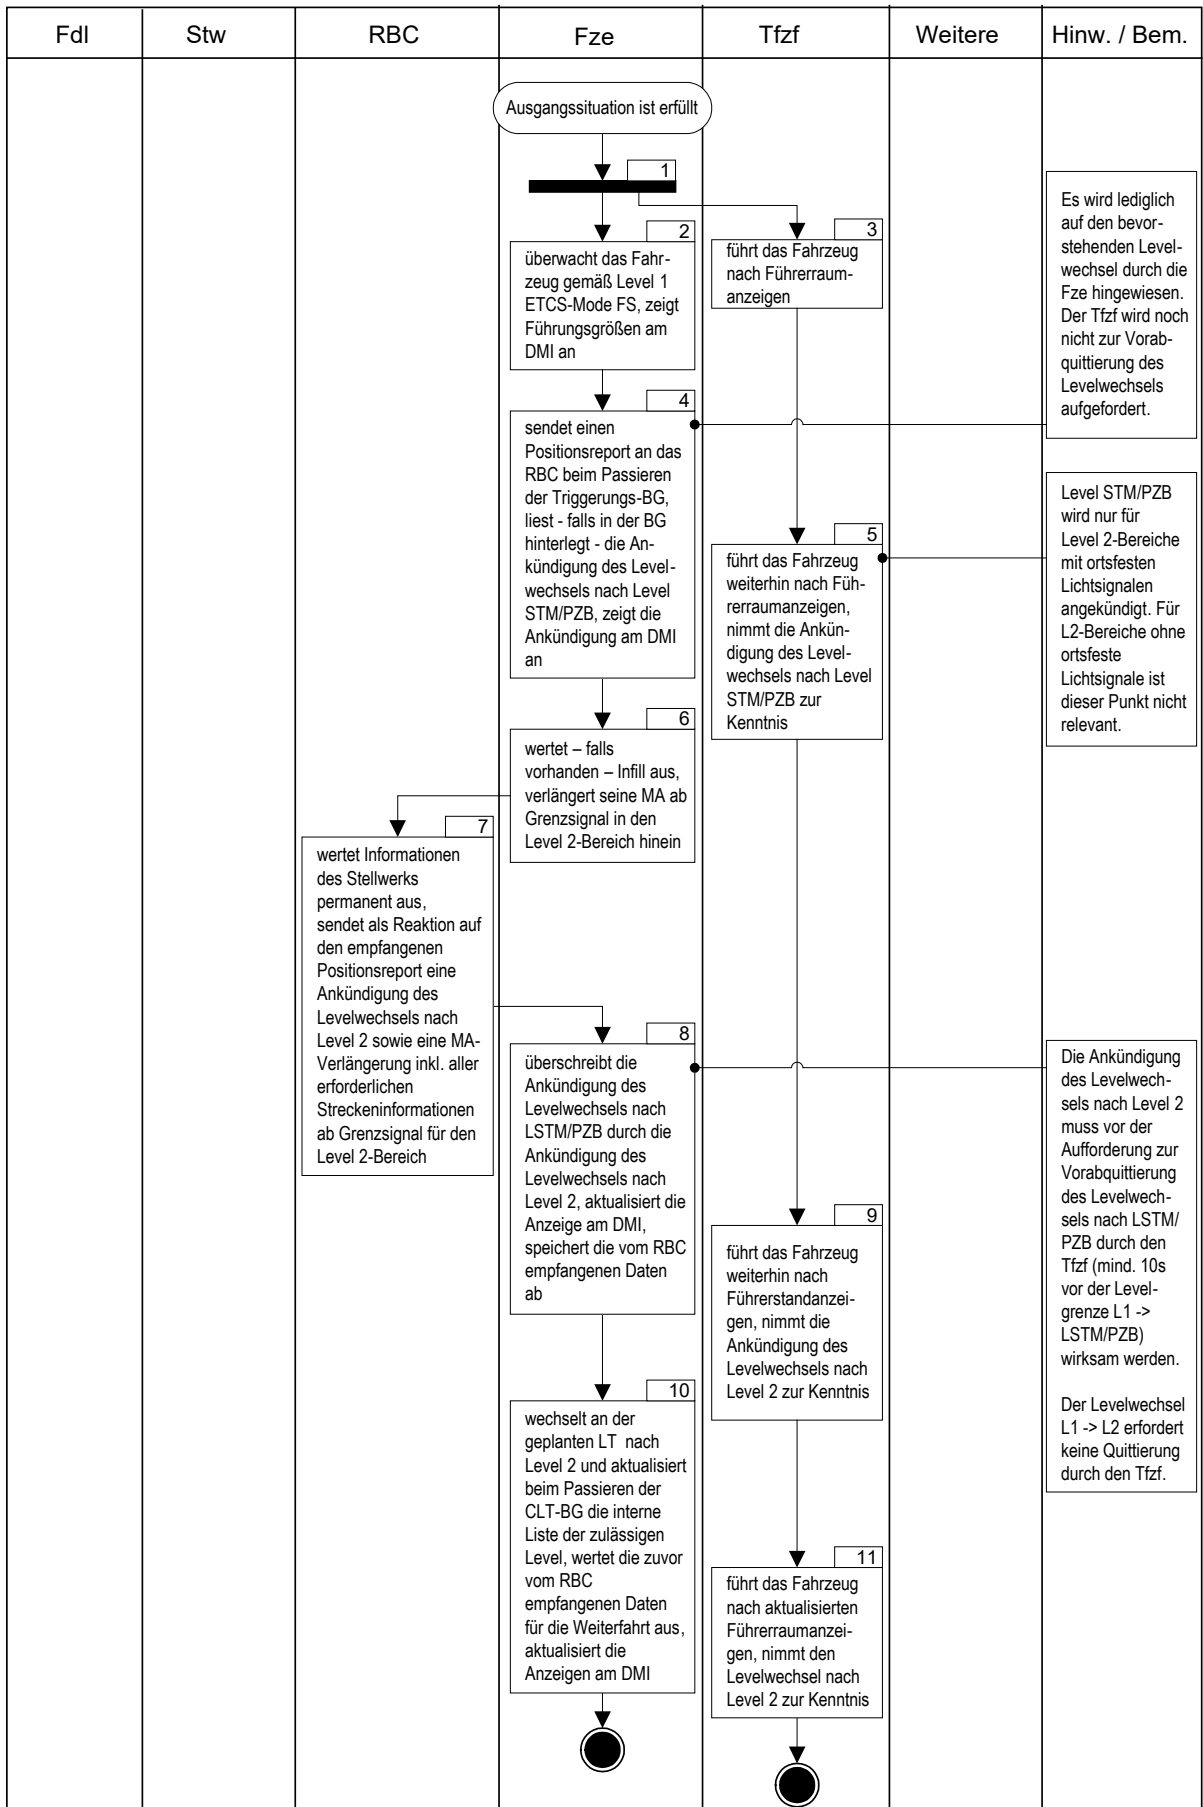 Fdl
Stw
RBC
Fze
Tfzf
Weitere
Hinw. / Bem.
Ausgangssituation ist erfüllt
1
2
überwacht das Fahr-
zeug gemäß Level 1
ETCS-Mode FS, zeigt
Führungsgrößen am
DMI an
3
führt das Fahrzeug
nach Führerraum-
anzeigen
Es wird lediglich
auf den bevor-
stehenden Level-
wechsel durch die
Fze hingewiesen.
Der Tfzf wird noch
nicht zur Vorab-
quittierung des
Levelwechsels
aufgefordert.
4
sendet einen
Positionsreport an das
RBC beim Passieren
der Triggerungs-BG,
liest - falls in der BG
hinterlegt - die An-
kündigung des Level-
wechsels nach Level
STM/PZB, zeigt die
Ankündigung am DMI
an
5
führt das Fahrzeug
weiterhin nach Füh-
rerraumanzeigen,
nimmt die Ankün-
digung des Level-
wechsels nach Level
STM/PZB zur
Kenntnis
Level STM/PZB
wird nur für
Level 2-Bereiche
mit ortsfesten
Lichtsignalen
angekündigt. Für
L2-Bereiche ohne
ortsfeste
Lichtsignale ist
dieser Punkt nicht
relevant.
6
wertet – falls
vorhanden – Infill aus,
verlängert seine MA ab
Grenzsignal in den
Level 2-Bereich hinein
7
wertet Informationen
des Stellwerks
permanent aus,
sendet als Reaktion auf
den empfangenen
Positionsreport eine
Ankündigung des
Levelwechsels nach
Level 2 sowie eine MA-
Verlängerung inkl. aller
erforderlichen
Streckeninformationen
ab Grenzsignal für den
Level 2-Bereich
8
überschreibt die
Ankündigung des
Levelwechsels nach
LSTM/PZB durch die
Ankündigung des
Levelwechsels nach
Level 2, aktualisiert die
Anzeige am DMI,
speichert die vom RBC
empfangenen Daten
ab
Die Ankündigung
des Levelwech-
sels nach Level 2
muss vor der
Aufforderung zur
Vorabquittierung
des Levelwech-
sels nach LSTM/
PZB durch den
Tfzf (mind. 10s
vor der Level-
grenze L1 ->
LSTM/PZB)
wirksam werden.
Der Levelwechsel
L1 -> L2 erfordert
keine Quittierung
durch den Tfzf.
9
führt das Fahrzeug
weiterhin nach
Führerstandanzei-
gen, nimmt die
Ankündigung des
Levelwechsels nach
Level 2 zur Kenntnis
10
wechselt an der
geplanten LT nach
Level 2 und aktualisiert
beim Passieren der
CLT-BG die interne
Liste der zulässigen
Level, wertet die zuvor
vom RBC
empfangenen Daten
für die Weiterfahrt aus,
aktualisiert die
Anzeigen am DMI
11
führt das Fahrzeug
nach aktualisierten
Führerraumanzei-
gen, nimmt den
Levelwechsel nach
Level 2 zur Kenntnis